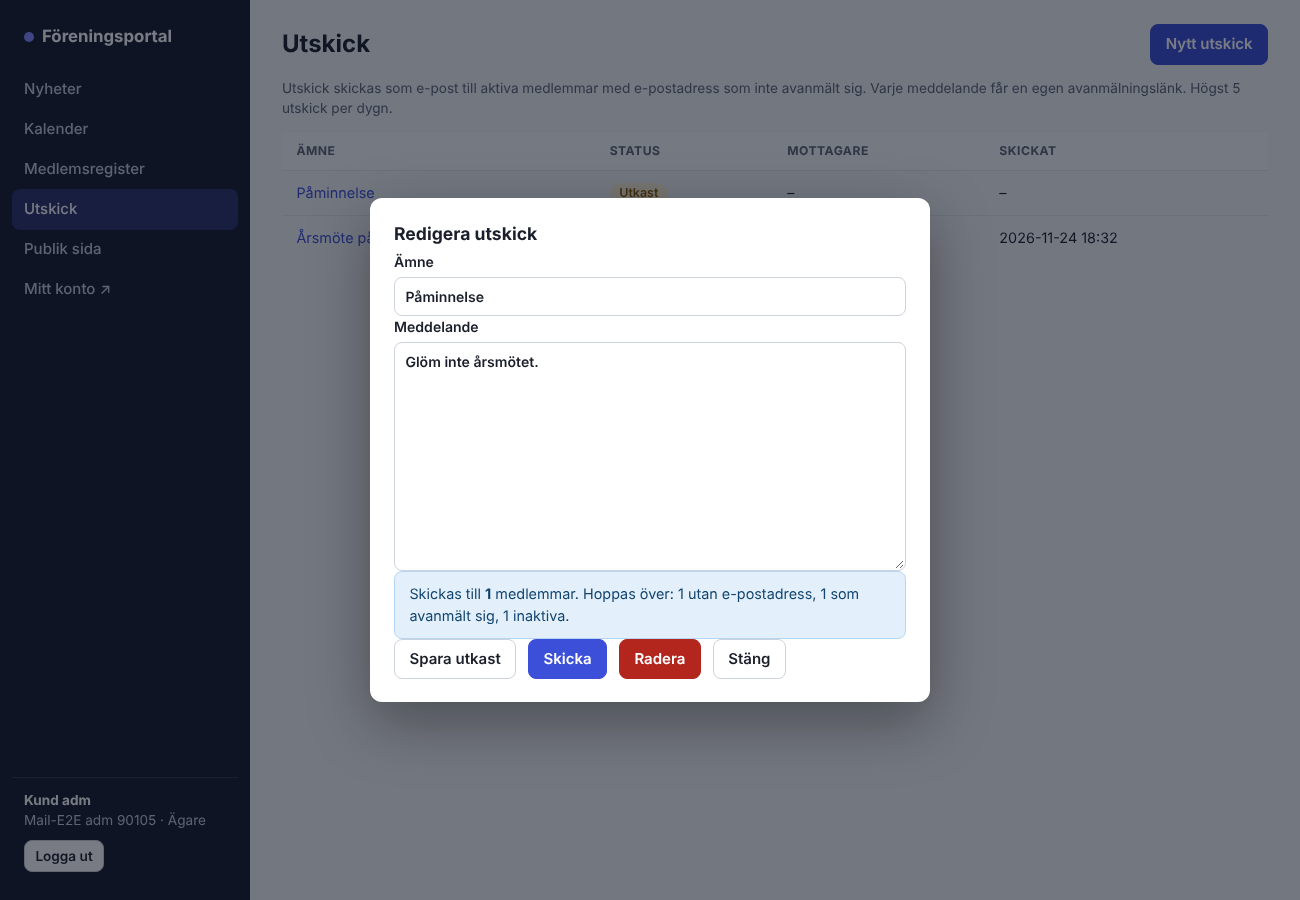 Föreningsportal
Nyheter
Kalender
Medlemsregister
Utskick
Publik sida
Mitt konto ↗
Kund adm
Mail-E2E adm 90105 · Ägare
Logga ut
Utskick
Nytt utskick
Utskick skickas som e-post till aktiva medlemmar med e-postadress som inte avanmält sig. Varje meddelande får en egen avanmälningslänk. Högst 5
utskick per dygn.
ÄMNE STATUS MOTTAGARE SKICKAT
Påminnelse Utkast – –
Årsmöte 2026-11-24 18:32
Redigera utskick
Ämne
Påminnelse
Meddelande
Glöm inte årsmötet.
Skickas till 1 medlemmar. Hoppas över: 1 utan e-postadress, 1 som
avanmält sig, 1 inaktiva.
Spara utkast Skicka Radera Stäng